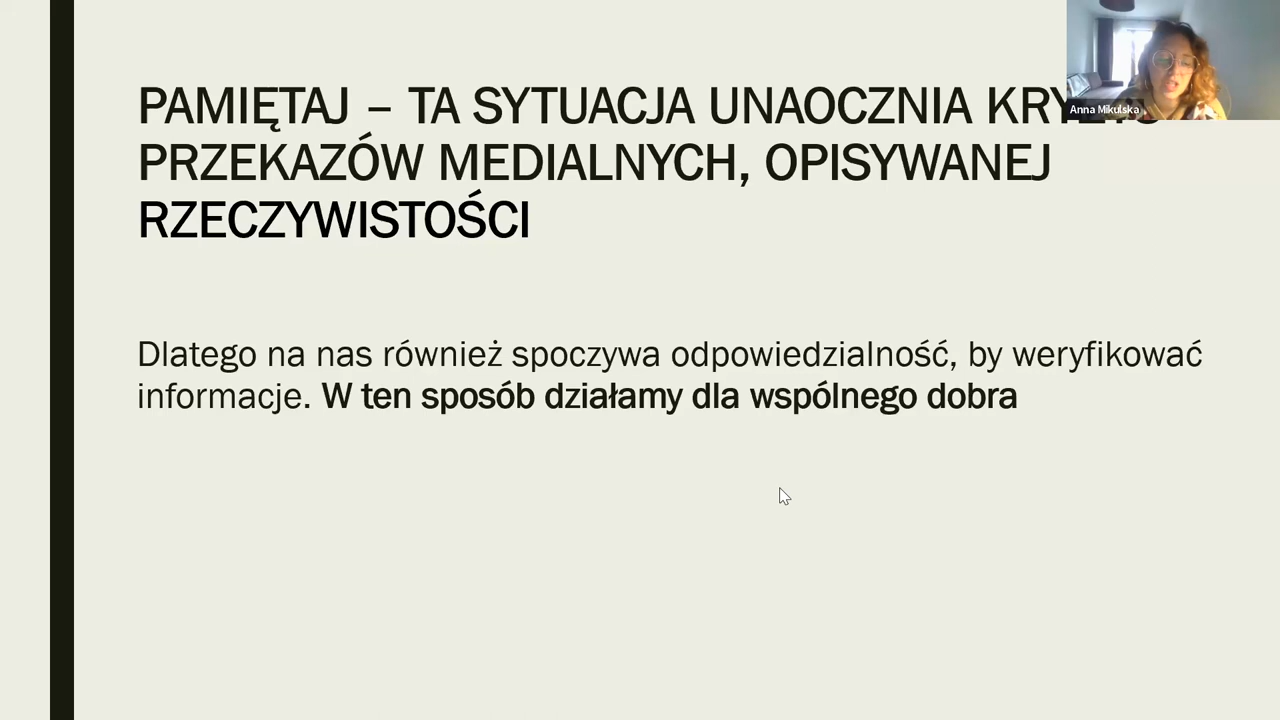 PAMIĘTAJ – TA SYTUACJA UNAOCZNIA
PRZEKAZÓW MEDIALNYCH, OPISYWANEJ
RZECZYWISTOŚCI
Dlatego na nas również spoczywa odpowiedzialność, by weryfikować
informacje. W ten sposób działamy dla wspólnego dobra
Anna Mikulska